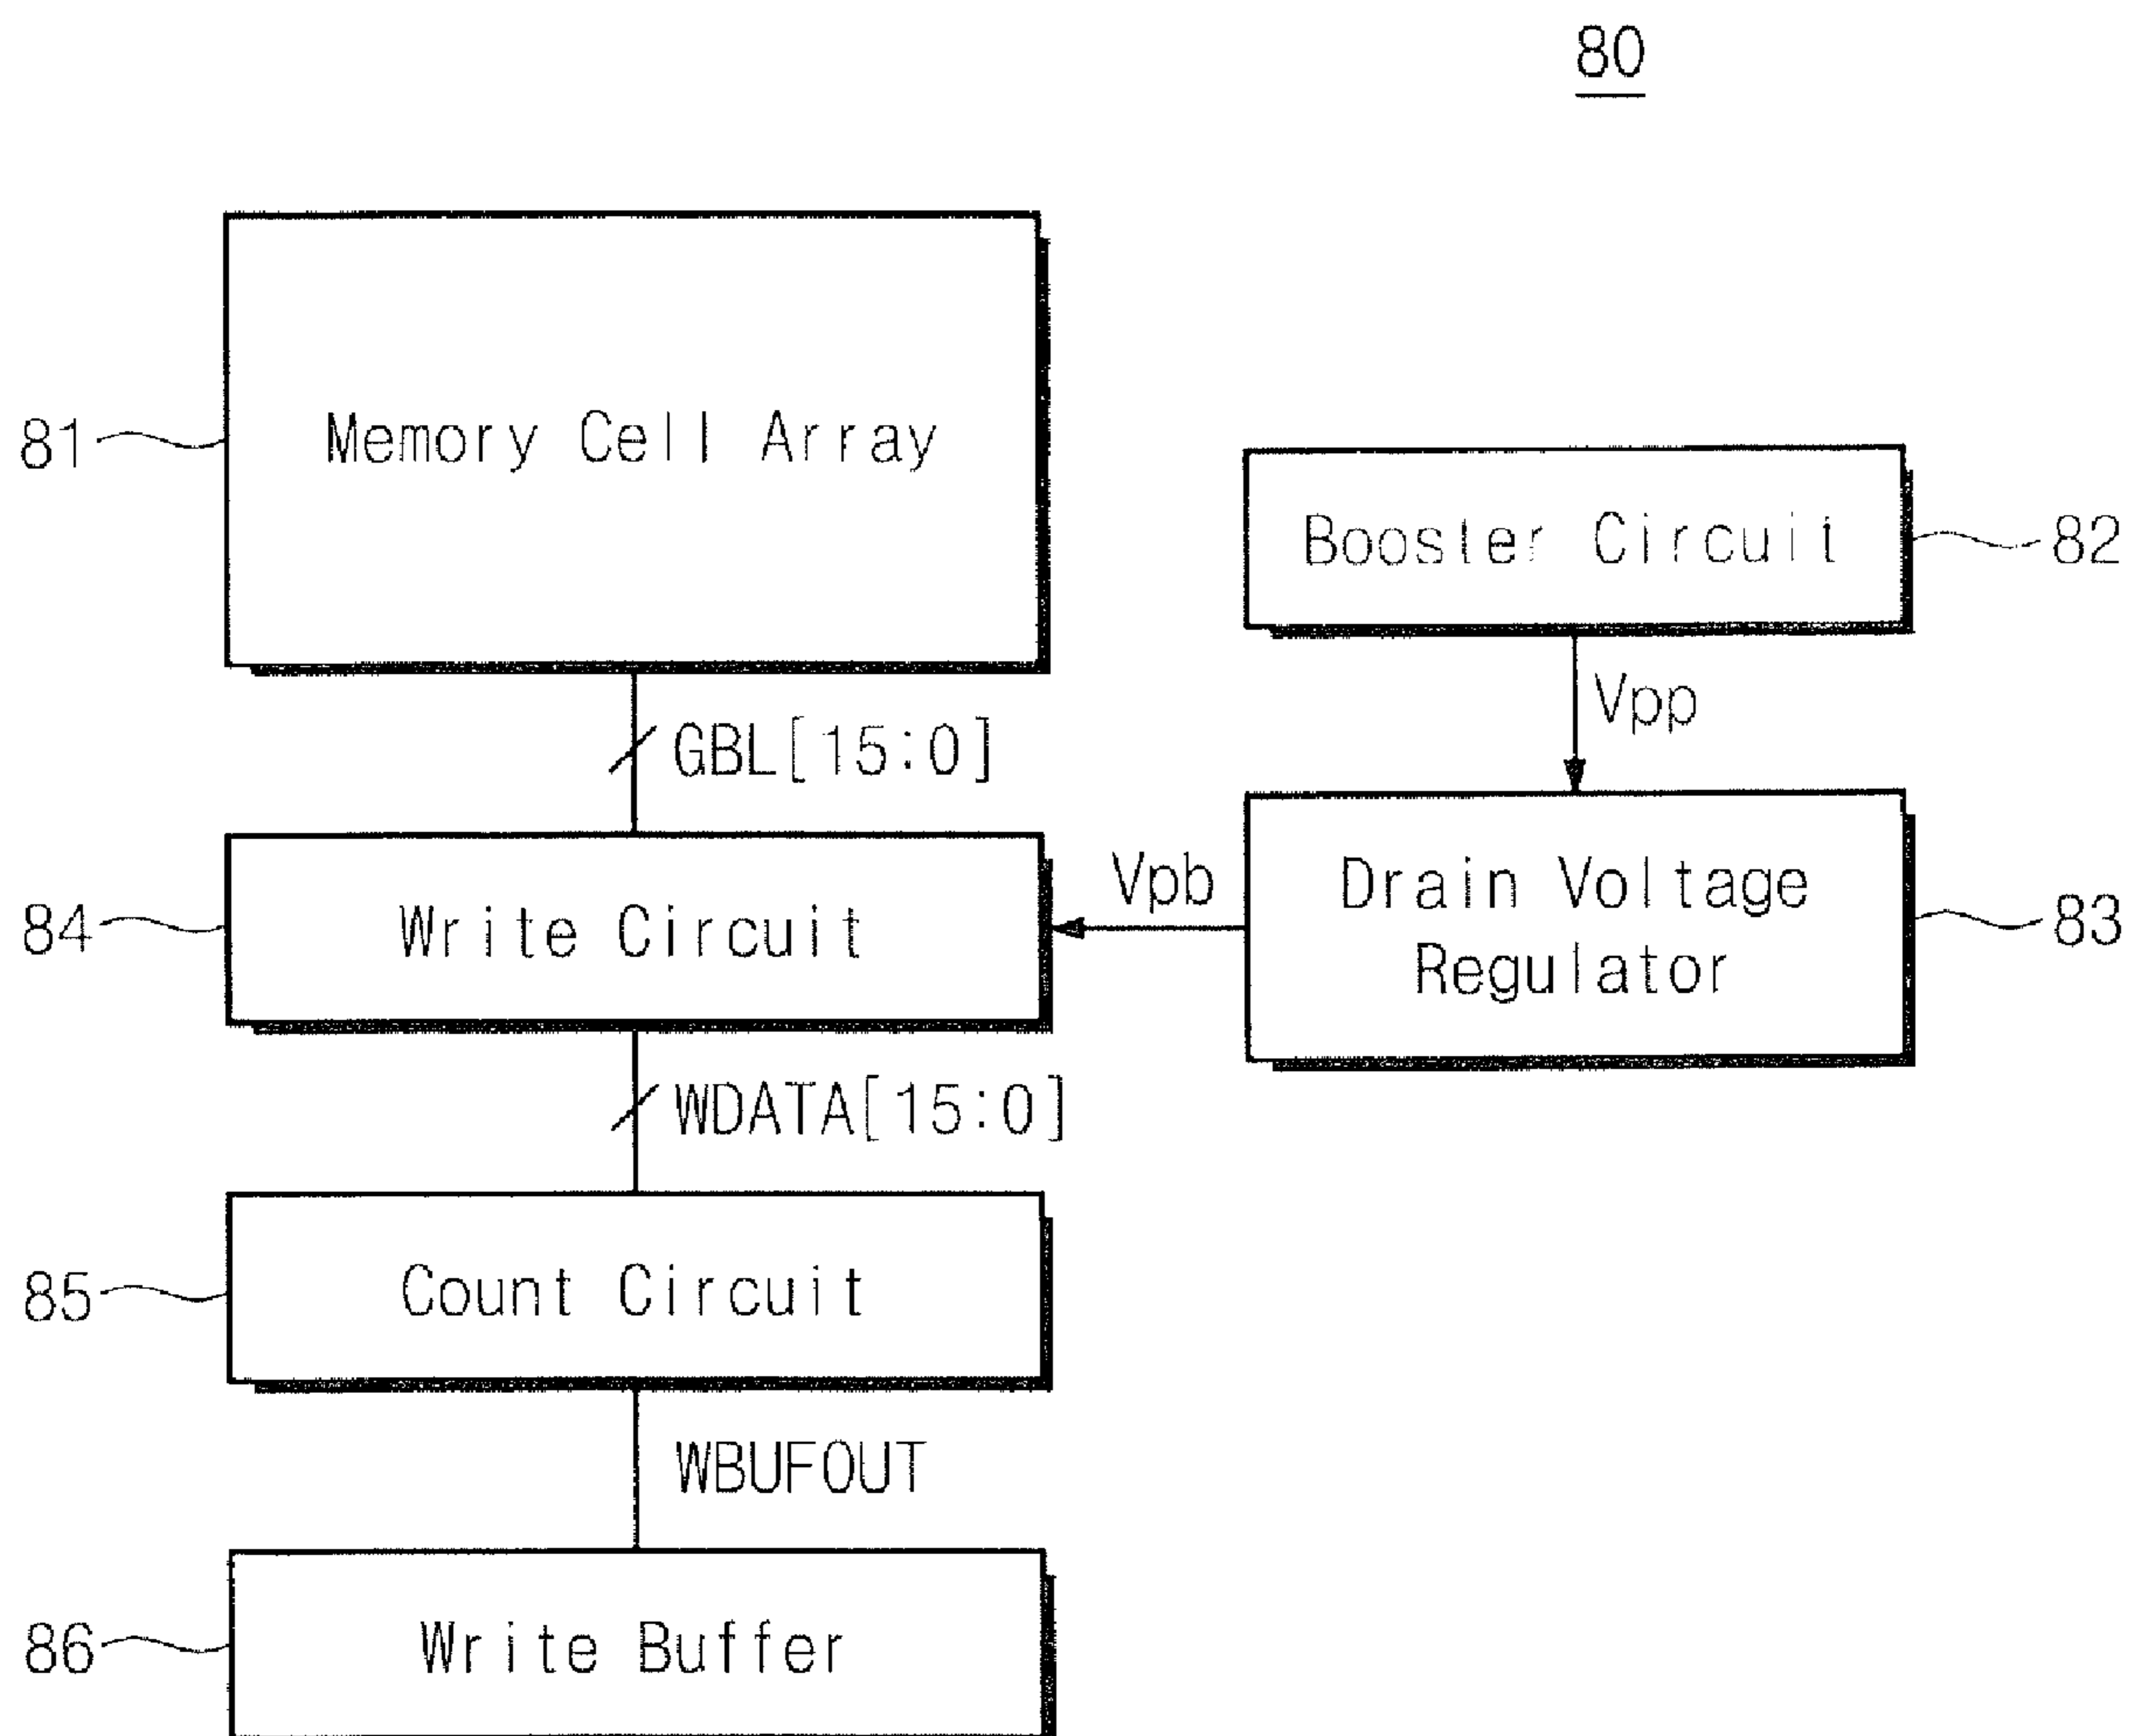 80
81
Memory Cell Array
Booster Circuit
82
Vpp
GBL[15:0]
84
Write Circuit
Vpb
Drain Voltage
Regulator
83
WDATA[15:0]
85
Count Circuit
WBUFOUT
86
Write Buffer